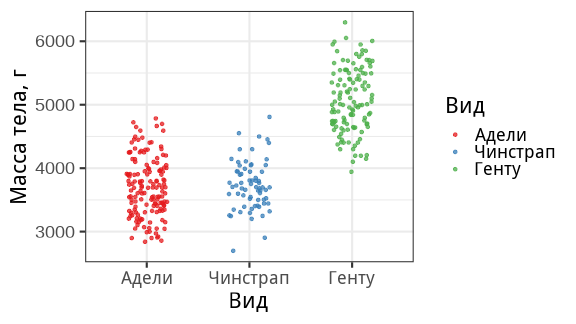 Масса тела, г
6000
5000
4000
3000
Адели
Чинстрап
Генту
Вид
Вид
Адели
Чинстрап
Генту